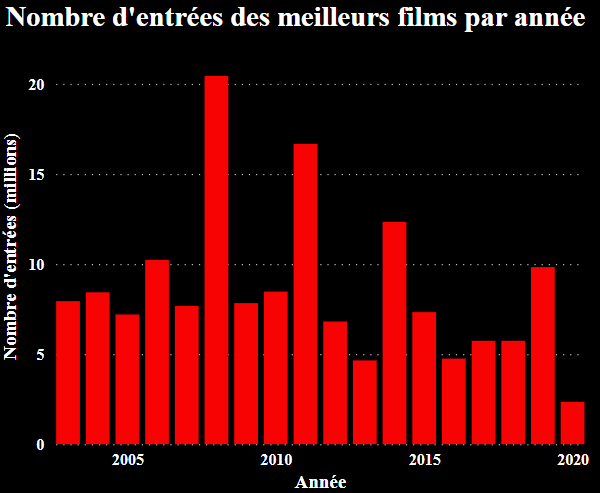 Nombre d'entrées des meilleurs films par année
Nombre d'entrées (millions)
20
15
10
5
0
2005 2010 2015 2020
Année